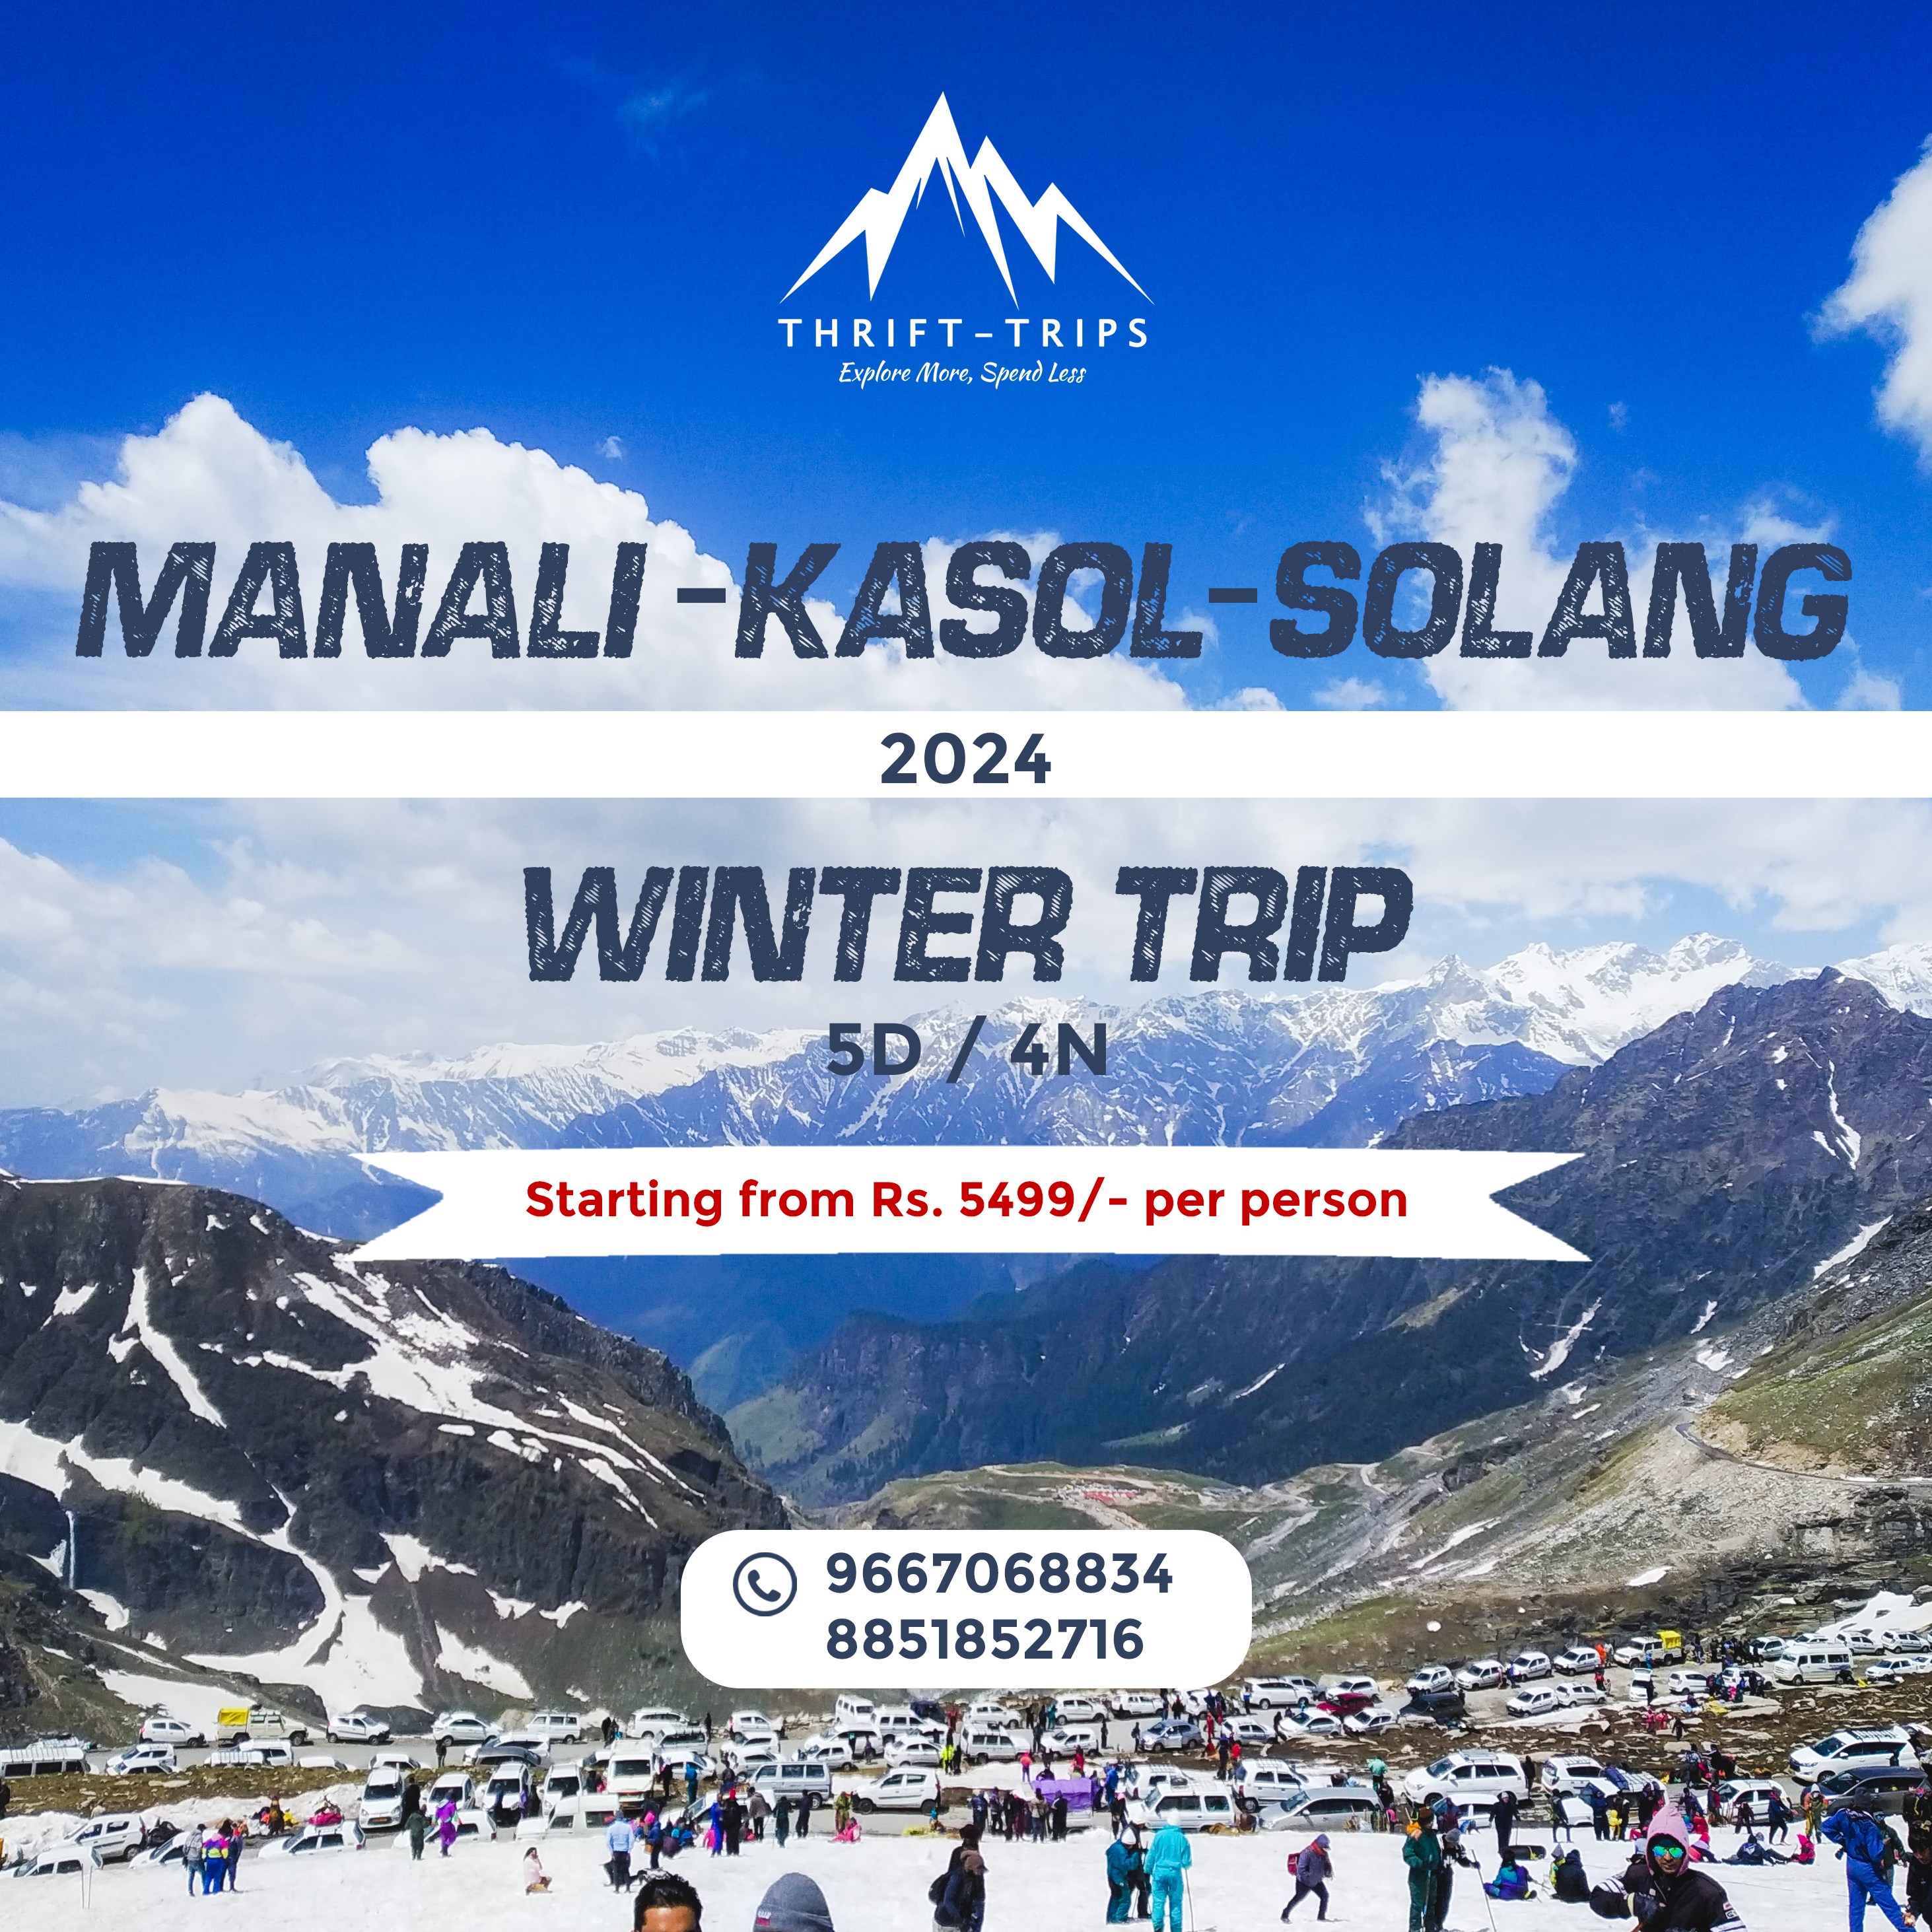 THRIFT-TRIPS
Explore More, Spend Less
MANALI -KASOL-SOLANG
2024
WINTER TRIP
5D / 4N
Starting from Rs. 5499/- per person
9667068834
8851852716